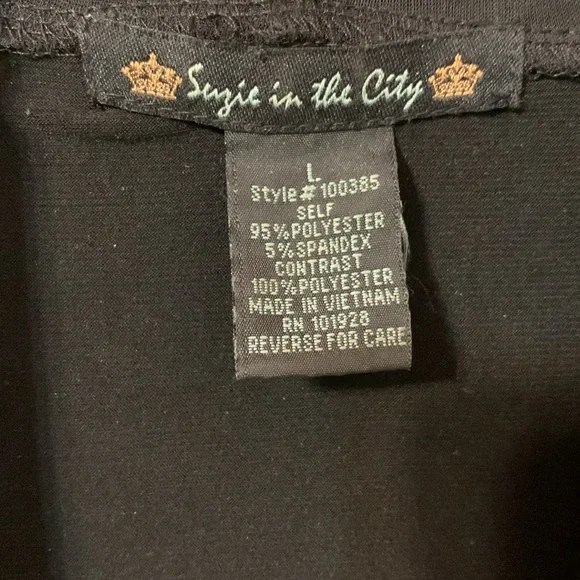 Suzie in the City
L
Style# 100385
SELF
95%POLYESTER
5%SPANDEX
CONTRAST
100%POLYESTER
MADE IN VIETNAM
RN 101928
REVERSE FOR CARE